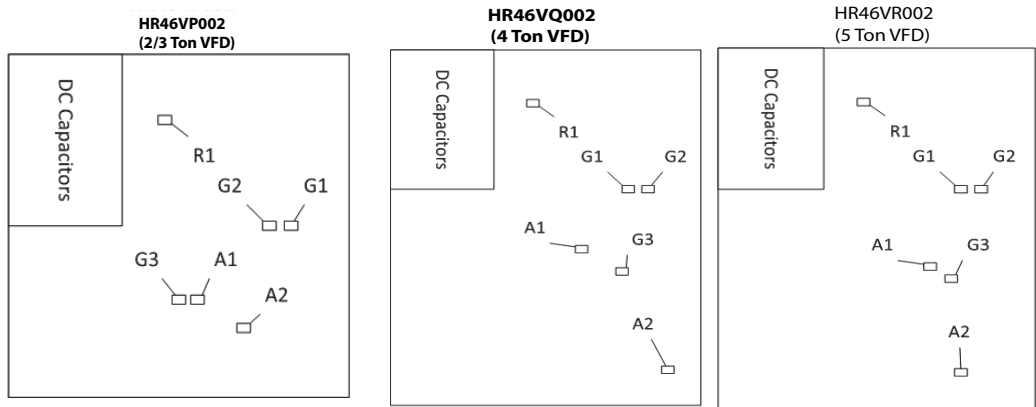 HR46VP002
(2/3 Ton VFD)
DC Capacitors
R1
G2 G1
G3 A1
A2
HR46VQ002
(4 Ton VFD)
DC Capacitors
R1
G1 G2
A1 G3
A2
HR46VR002
(5 Ton VFD)
DC Capacitors
R1
G1 G2
A1 G3
A2